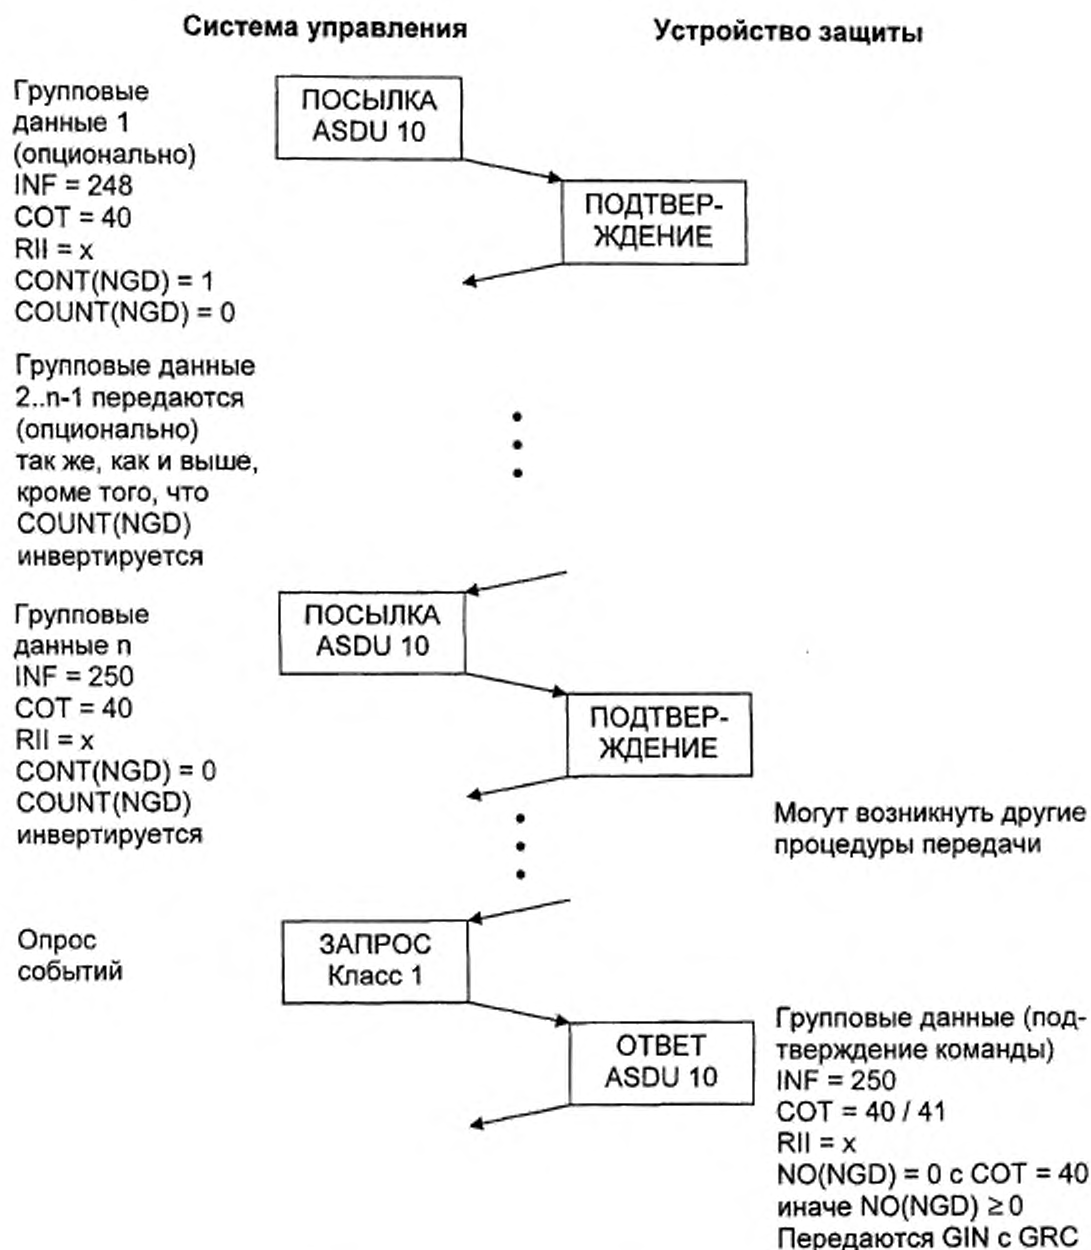 Система управления
Устройство защиты
Групповые
данные 1
(опционально)
INF = 248
COT = 40
RII = x
CONT(NGD) = 1
COUNT(NGD) = 0
ПОСЫЛКА
ASDU 10
ПОДТВЕР-
ЖДЕНИЕ
Групповые данные
2..n-1 передаются
(опционально)
так же, как и выше,
кроме того, что
COUNT(NGD)
инвертируется
Групповые
данные n
INF = 250
COT = 40
RII = x
CONT(NGD) = 0
COUNT(NGD)
инвертируется
ПОСЫЛКА
ASDU 10
ПОДТВЕР-
ЖДЕНИЕ
Могут возникнуть другие
процедуры передачи
Опрос
событий
ЗАПРОС
Класс 1
ОТВЕТ
ASDU 10
Групповые данные (под-
тверждение команды)
INF = 250
COT = 40 / 41
RII = x
NO(NGD) = 0 с COT = 40
иначе NO(NGD) ≥ 0
Передаются GIN с GRC